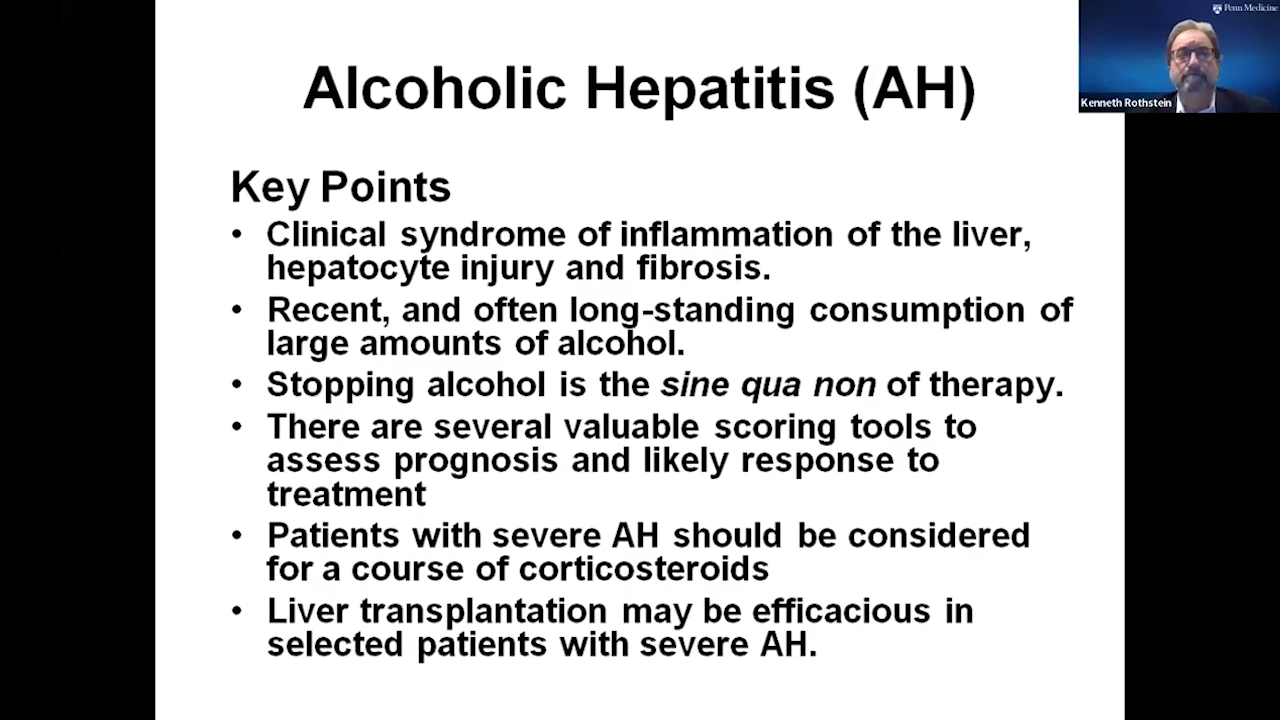 Penn Medicine
Kenneth Rothstein
Alcoholic Hepatitis (AH)
Key Points
• Clinical syndrome of inflammation of the liver,
hepatocyte injury and fibrosis.
• Recent, and often long-standing consumption of
large amounts of alcohol.
• Stopping alcohol is the sine qua non of therapy.
• There are several valuable scoring tools to
assess prognosis and likely response to
treatment
• Patients with severe AH should be considered
for a course of corticosteroids
• Liver transplantation may be efficacious in
selected patients with severe AH.